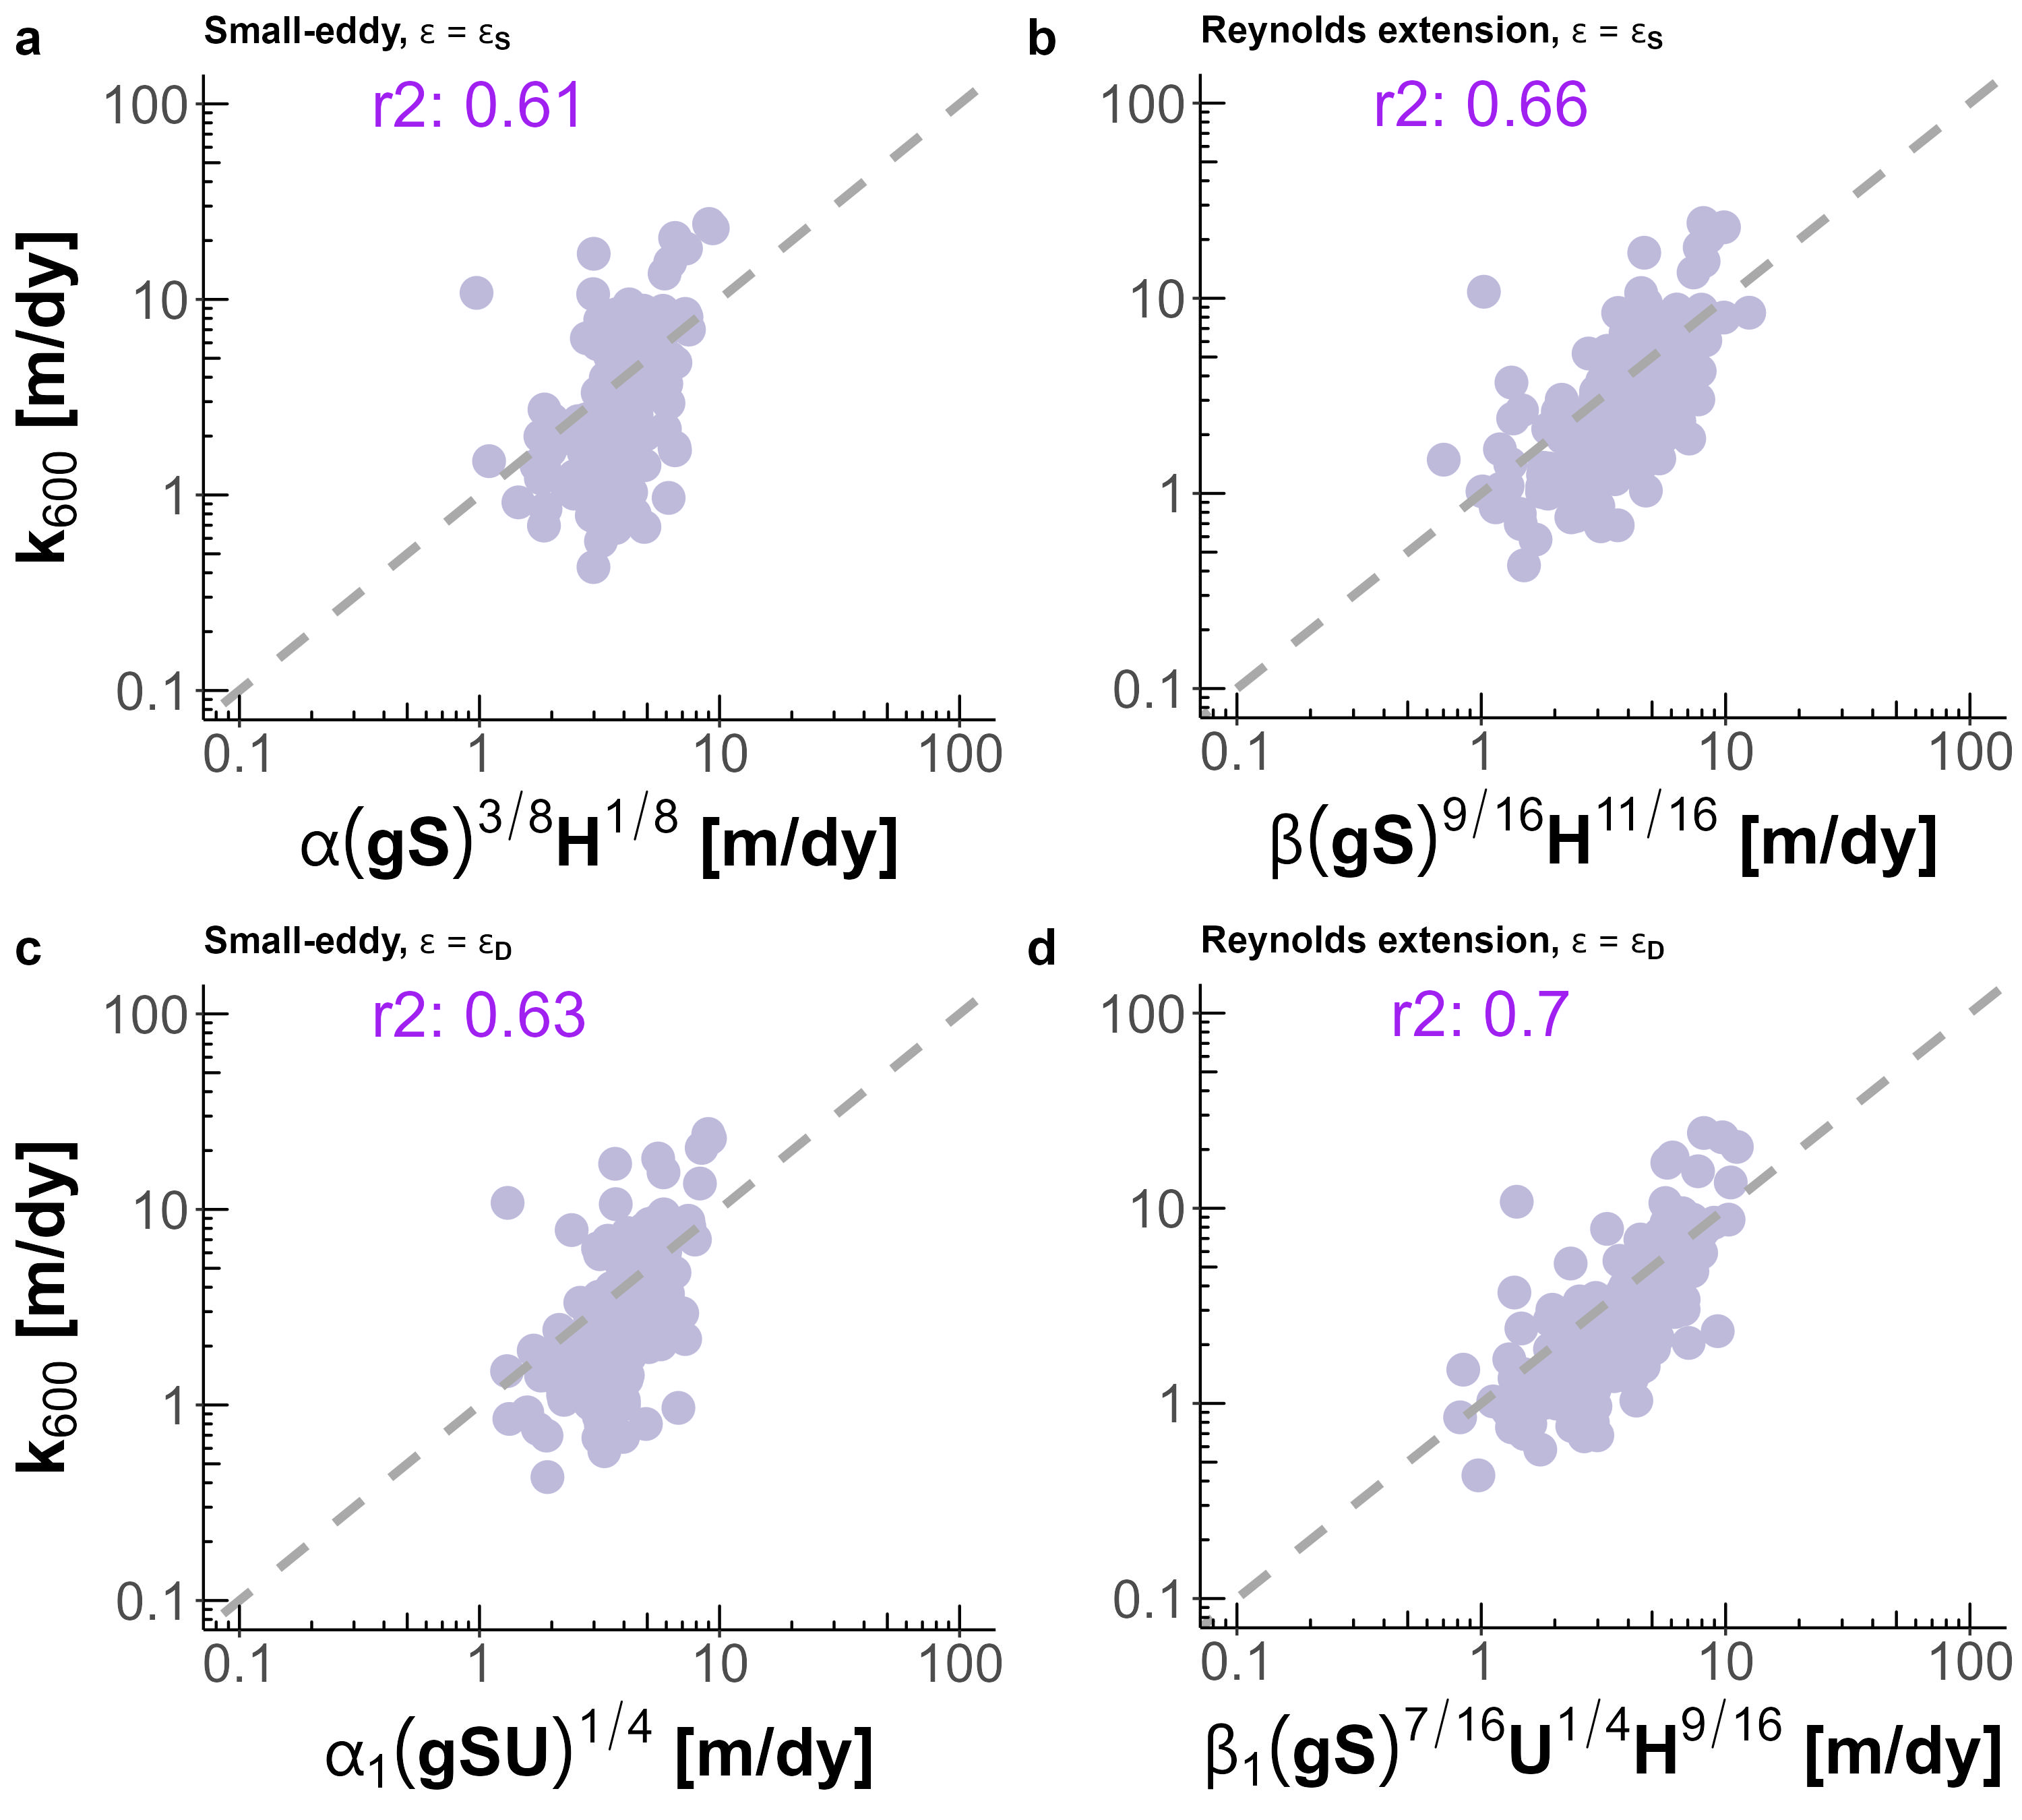 a
Small-eddy, ε = εS
r2: 0.61
100
10
1
0.1
k600 [m/dy]
0.1 1 10 100
α(gS)3/8H1/8 [m/dy]
b
Reynolds extension, ε = εS
r2: 0.66
100
10
1
0.1
0.1 1 10 100
β(gS)9/16H11/16 [m/dy]
c
Small-eddy, ε = εD
r2: 0.63
100
10
1
0.1
k600 [m/dy]
0.1 1 10 100
α1(gSU)1/4 [m/dy]
d
Reynolds extension, ε = εD
r2: 0.7
100
10
1
0.1
0.1 1 10 100
β1(gS)7/16U1/4H9/16 [m/dy]